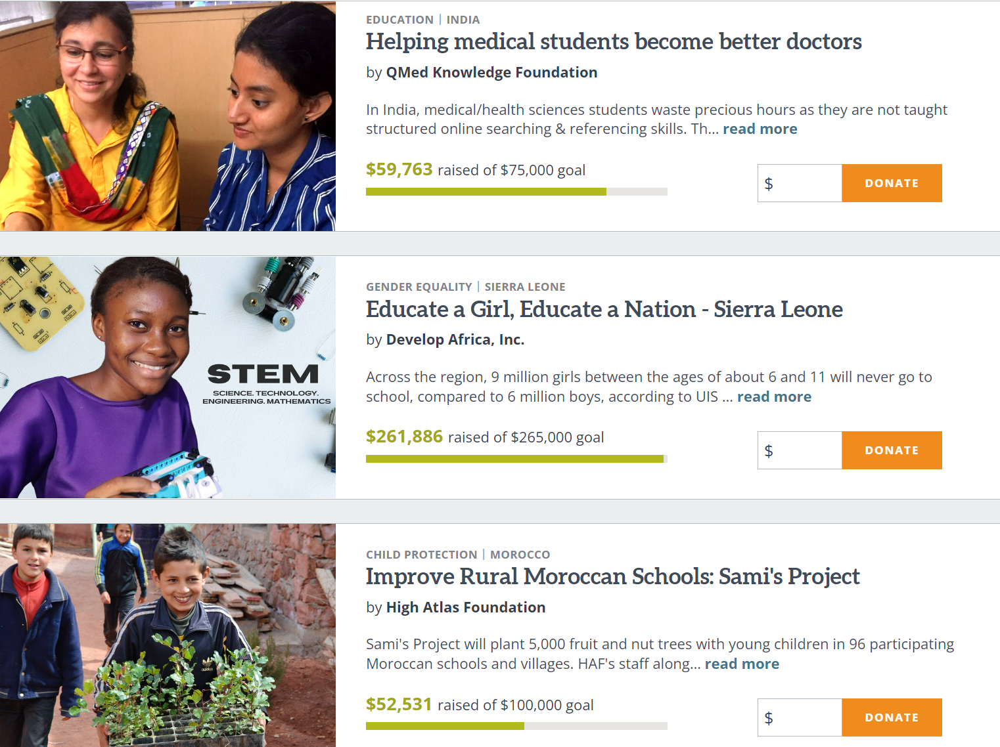 EDUCATION | INDIA
Helping medical students become better doctors
by QMed Knowledge Foundation
In India, medical/health sciences students waste precious hours as they are not taught
structured online searching & referencing skills. Th... read more
$59,763 raised of $75,000 goal
$ DONATE
STEM
SCIENCE. TECHNOLOGY.
ENGINEERING. MATHEMATICS
GENDER EQUALITY | SIERRA LEONE
Educate a Girl, Educate a Nation - Sierra Leone
by Develop Africa, Inc.
Across the region, 9 million girls between the ages of about 6 and 11 will never go to
school, compared to 6 million boys, according to UIS ... read more
$261,886 raised of $265,000 goal
$ DONATE
adidas
CHILD PROTECTION | MOROCCO
Improve Rural Moroccan Schools: Sami's Project
by High Atlas Foundation
Sami's Project will plant 5,000 fruit and nut trees with young children in 96 participating
Moroccan schools and villages. HAF's staff along... read more
$52,531 raised of $100,000 goal
$ DONATE